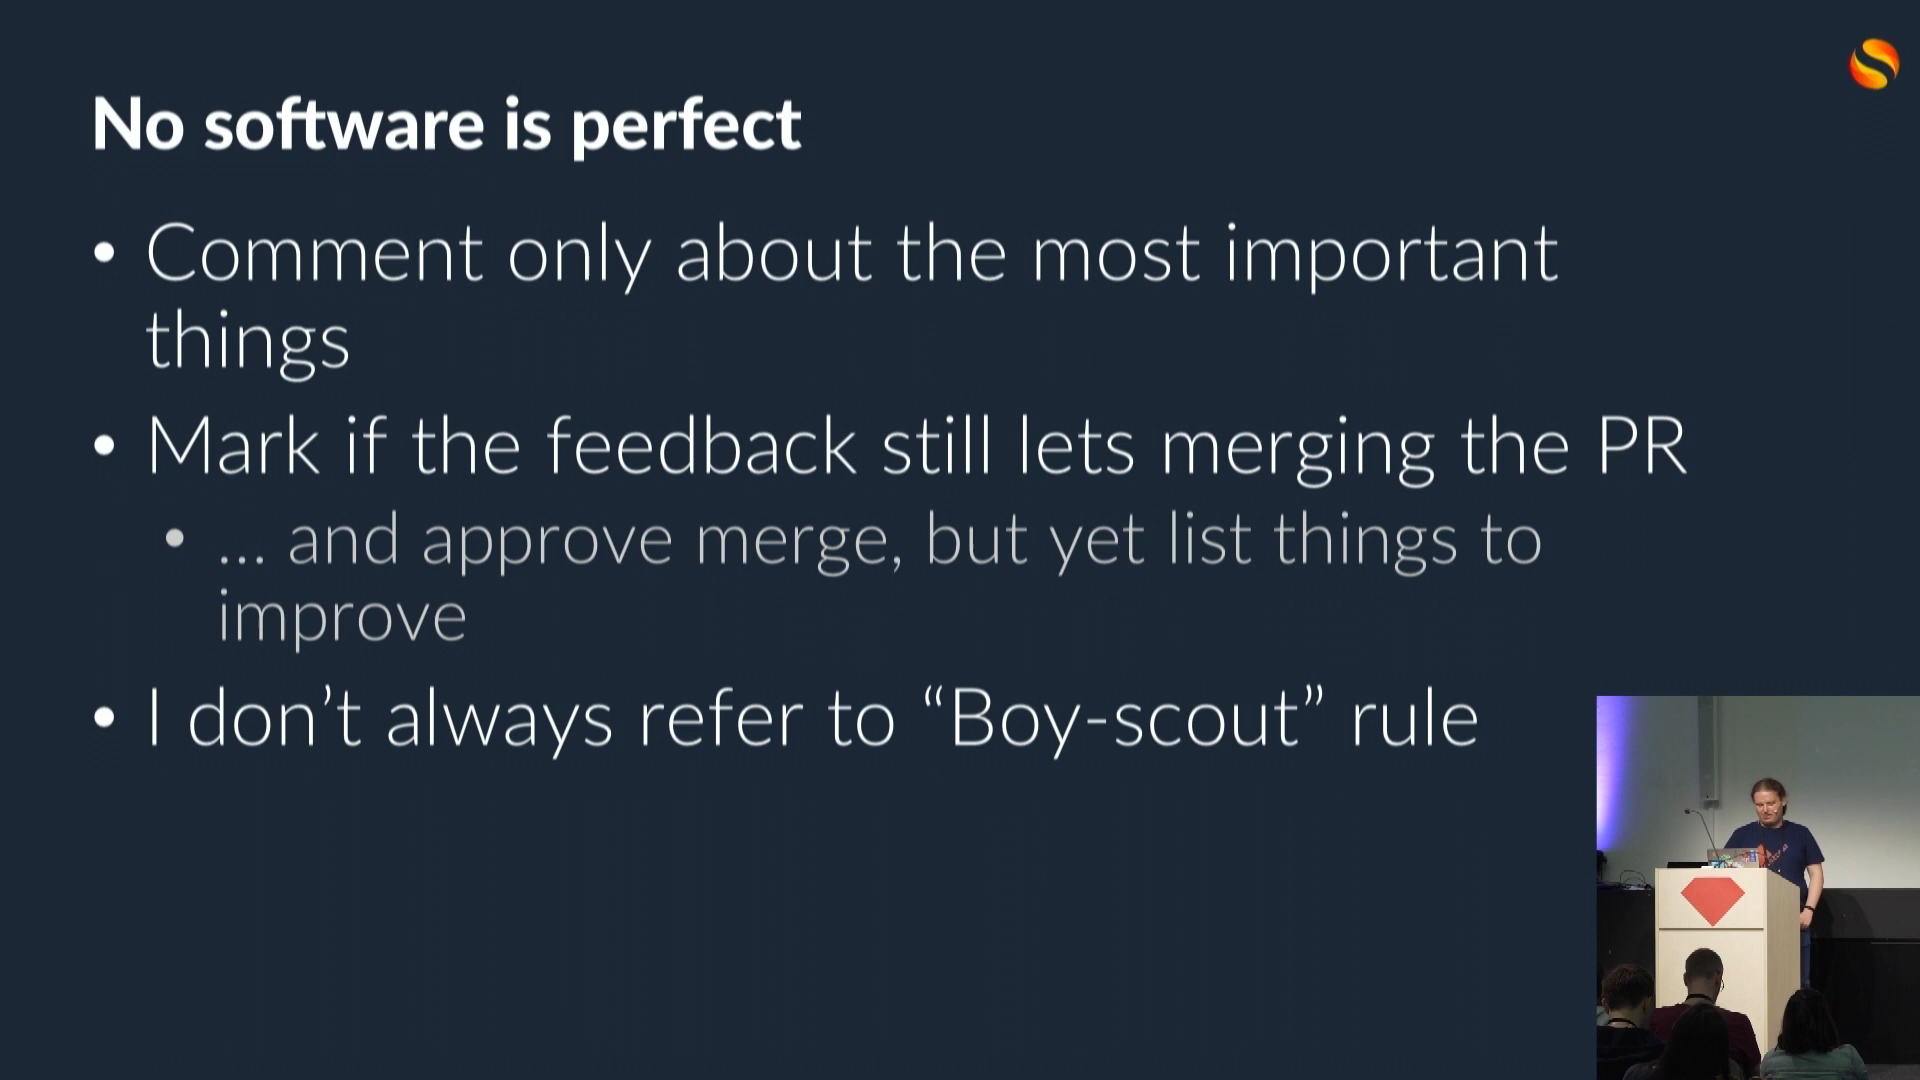 No software is perfect
• Comment only about the most important
things
• Mark if the feedback still lets merging the PR
• ... and approve merge, but yet list things to
improve
• I don’t always refer to “Boy-scout” rule